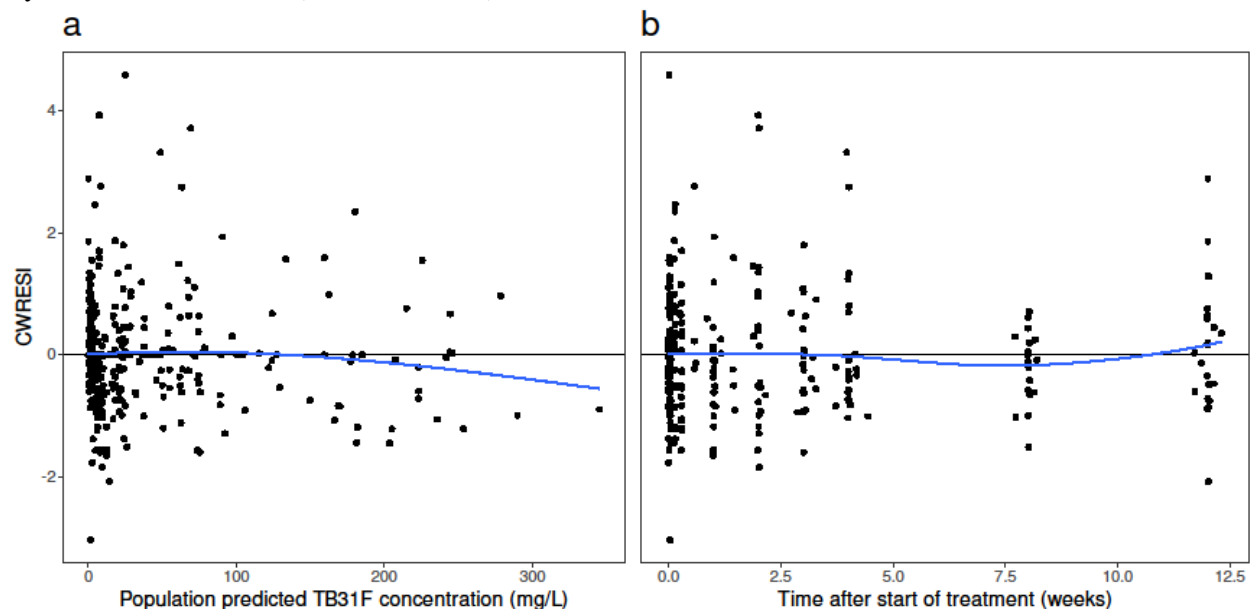 a
b
4
2
0
-2
CWRESI
0
100
200
300
0.0
2.5
5.0
7.5
10.0
12.5
Population predicted TB31F concentration (mg/L)
Time after start of treatment (weeks)